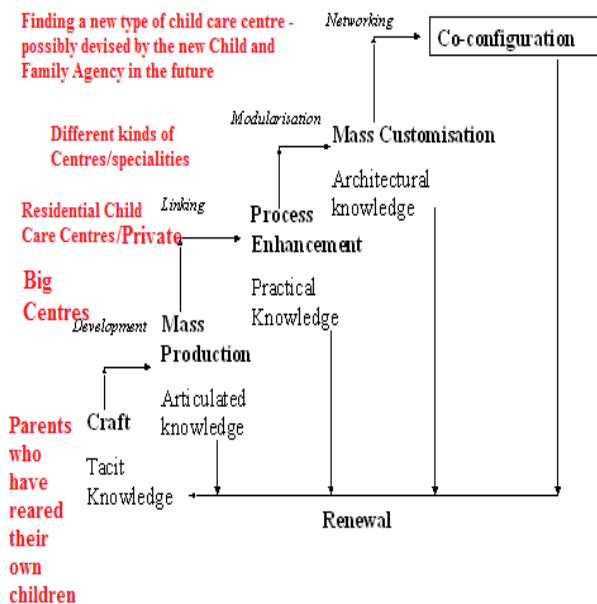 Finding a new type of child care centre -
possibly devised by the new Child and
Family Agency in the future
Networking
Co-configuration
Different kinds of
Centres/specialities
Modularisation
Mass Customisation
Architectural
knowledge
Residential Child
Care Centres/Private
Linking
Process
Enhancement
Practical
Knowledge
Big
Centres
Development
Mass
Production
Articulated
knowledge
Parents
who
have
reared
their
own
children
Craft
Tacit
Knowledge
Renewal